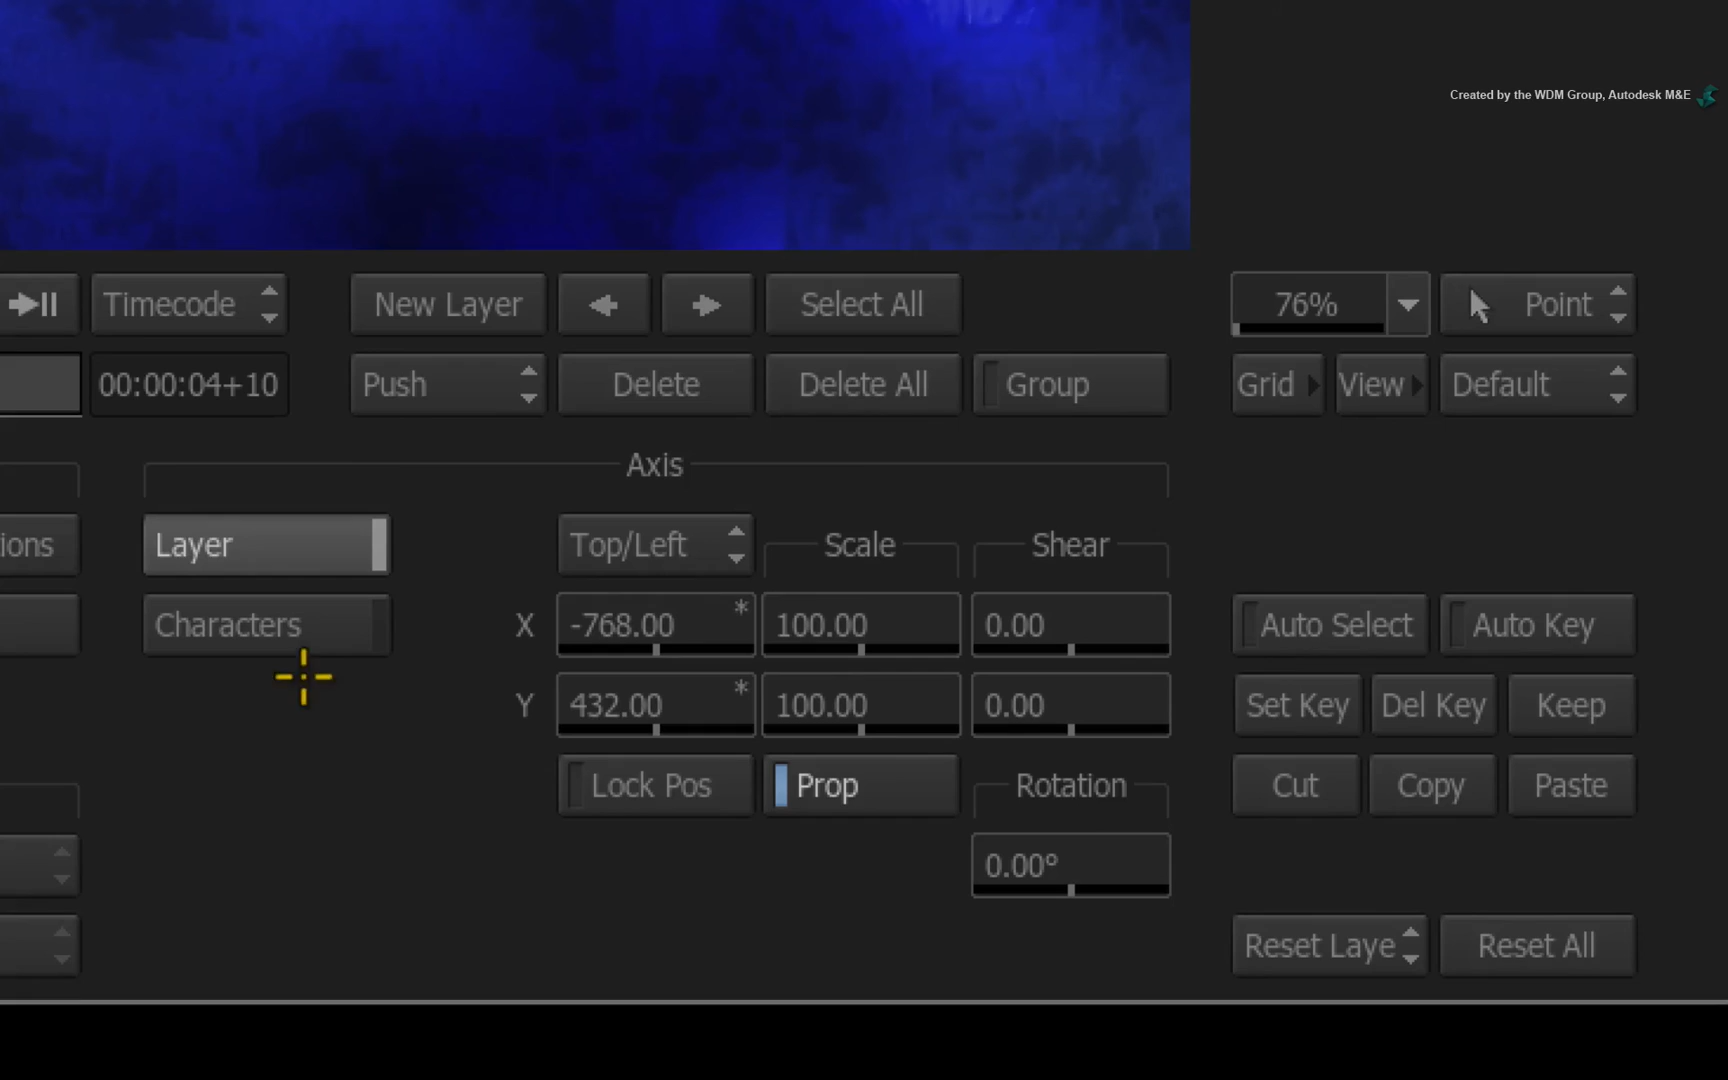 Created by the WDM Group, Autodesk M&E
Timecode
New Layer
Select All
76%
Point
00:00:04+10
Push
Delete
Delete All
Group
Grid
View
Default
Axis
ions
Layer
Top/Left
Scale
Shear
Characters
X
-768.00
*
100.00
0.00
Auto Select
Auto Key
Y
432.00
*
100.00
0.00
Set Key
Del Key
Keep
Lock Pos
Prop
Rotation
Cut
Copy
Paste
0.00°
Reset Laye
Reset All